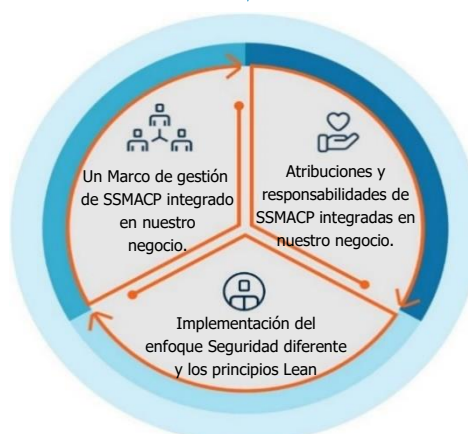 Un Marco de gestión
de SSMACP integrado
en nuestro
negocio.
Atribuciones y
responsabilidades de
SSMACP integradas en
nuestro negocio.
Implementación del
enfoque Seguridad diferente
y los principios Lean